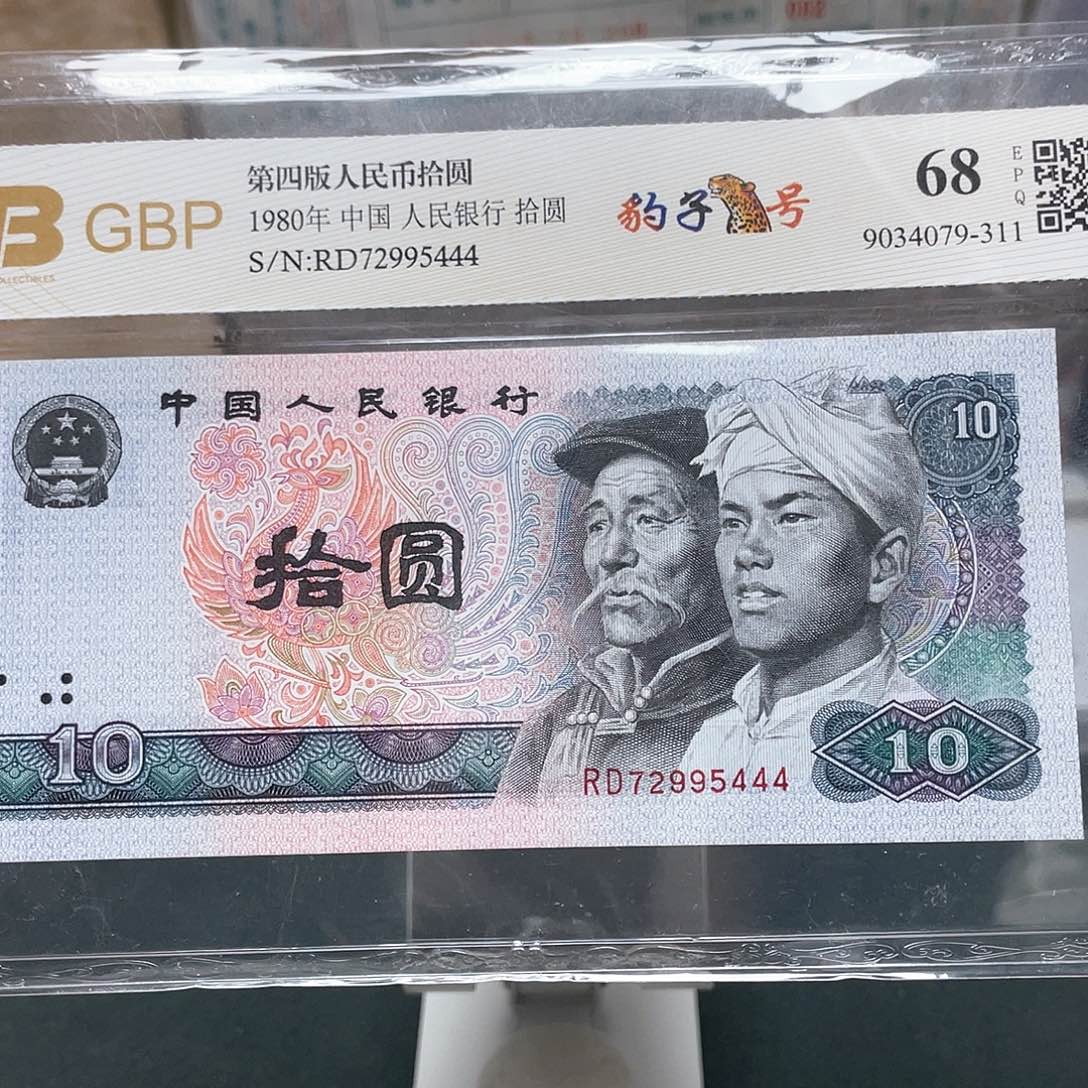 第四版人民币拾圆
GBP
1980年 中国 人民银行 拾圆
S/N:RD72995444
豹子号
68
EPQ
9034079-311
中国人民银行
10
拾圆
10
RD72995444
10